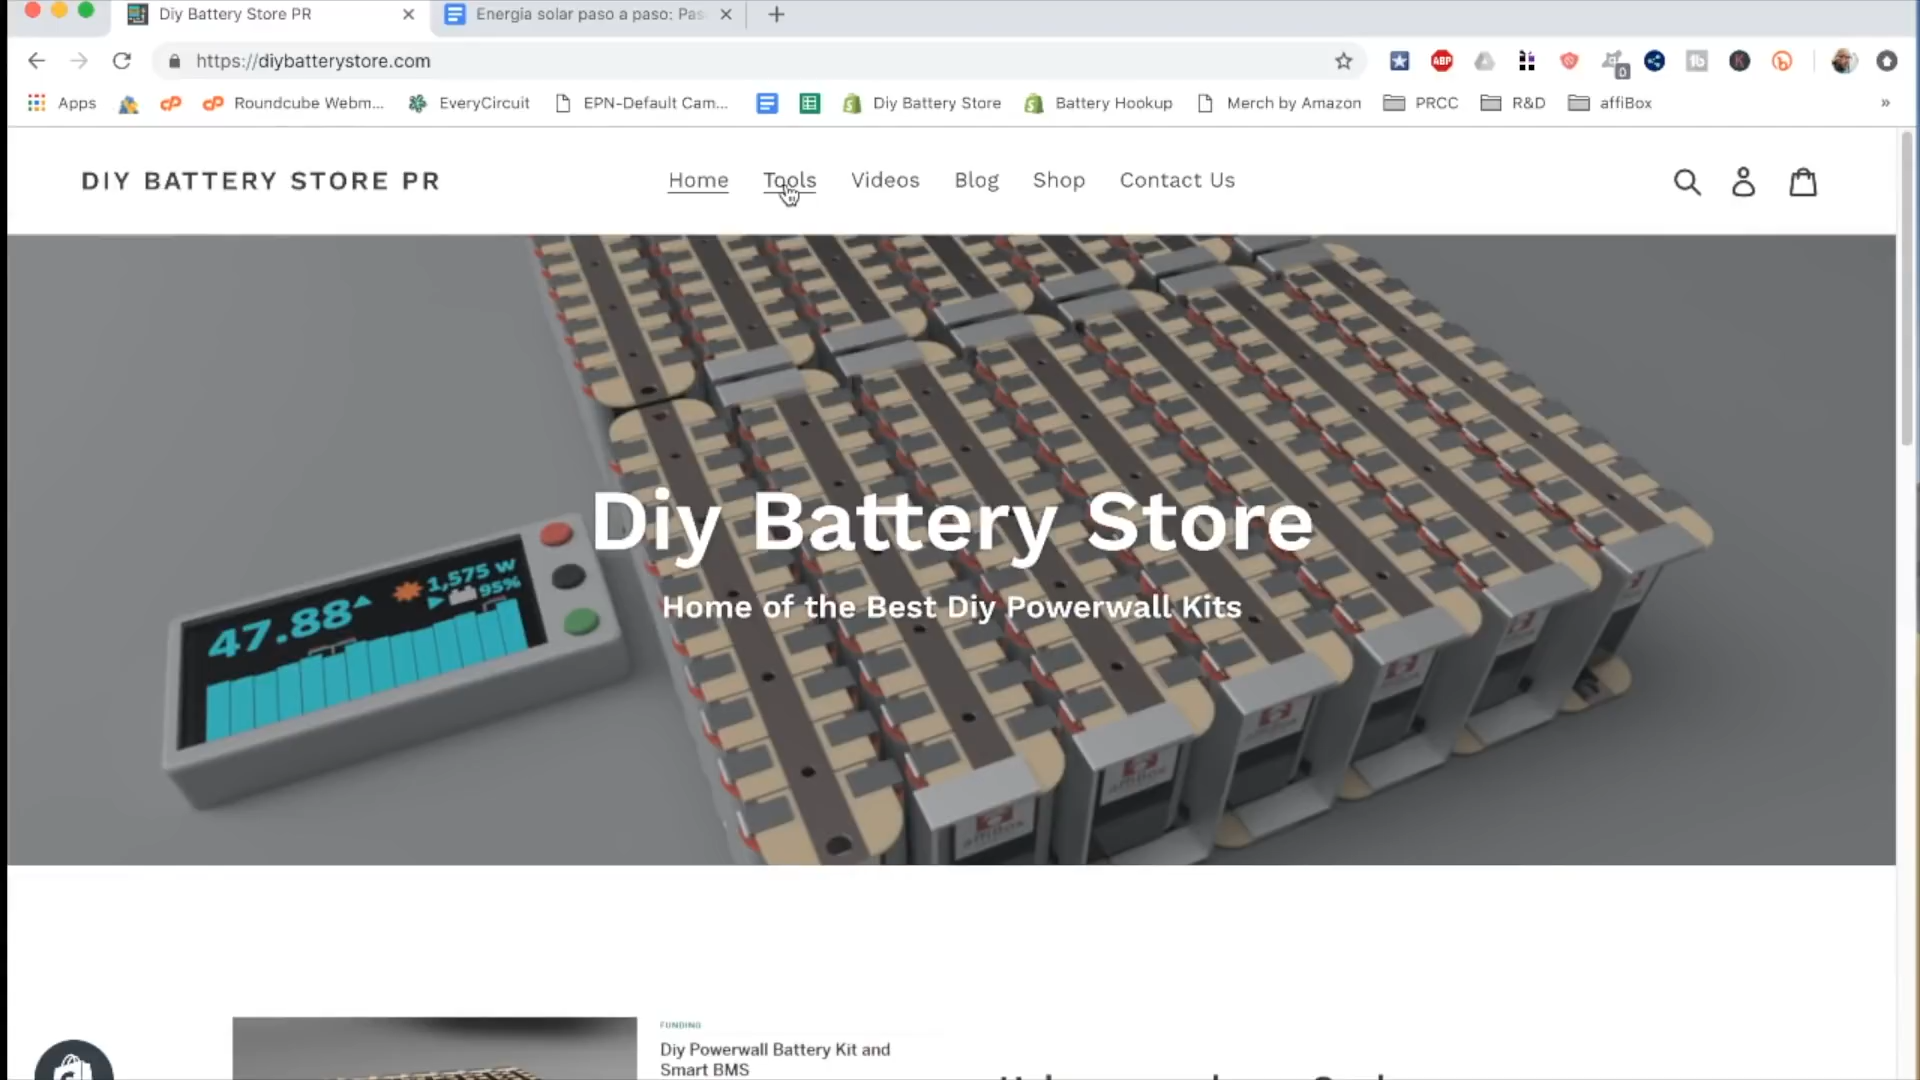 Diy Battery Store PR
Energia solar paso a paso: Pas
https://diybatterystore.com
ABP
0
Apps
Roundcube Webm...
EveryCircuit
EPN-Default Cam...
Diy Battery Store
Battery Hookup
Merch by Amazon
PRCC
R&D
affiBox
»
DIY BATTERY STORE PR
Home
Tools
Videos
Blog
Shop
Contact Us
Diy Battery Store
Home of the Best Diy Powerwall Kits
47.88
1,575 W
95%
FUNDING
Diy Powerwall Battery Kit and
Smart BMS